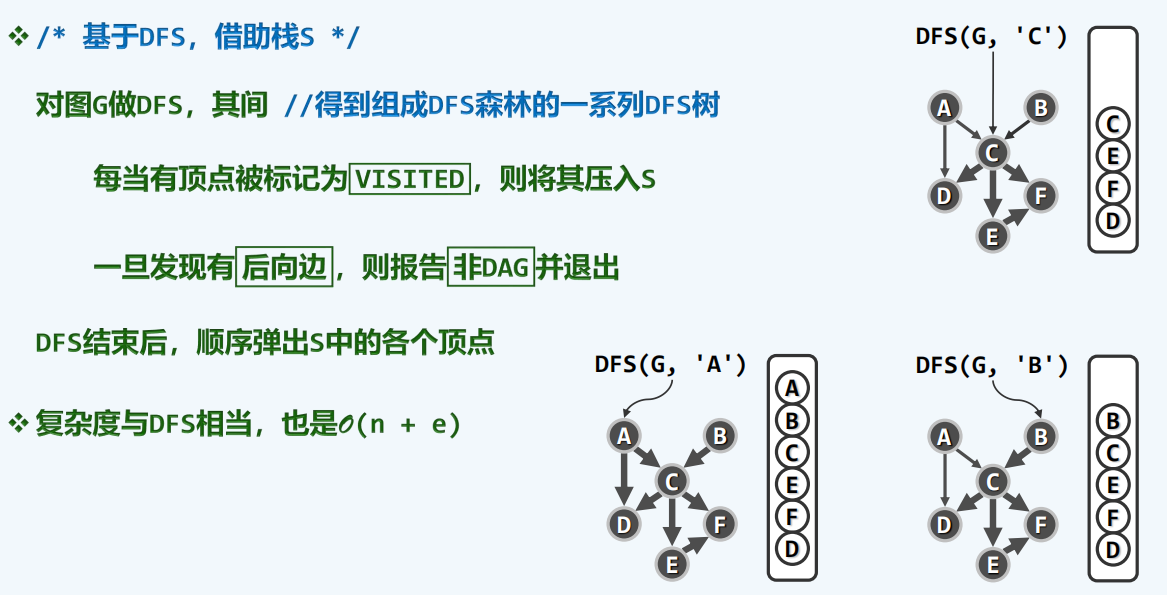 ❖ /* 基于DFS，借助栈S */
对图G做DFS，其间 //得到组成DFS森林的一系列DFS树
每当有顶点被标记为VISITED，则将其压入S
一旦发现有后向边，则报告非DAG并退出
DFS结束后，顺序弹出S中的各个顶点
❖ 复杂度与DFS相当，也是O(n + e)
DFS(G, 'C')
A
B
C
D
F
E
C
E
F
D
DFS(G, 'A')
A
B
C
D
F
E
A
B
C
E
F
D
DFS(G, 'B')
A
B
C
D
F
E
B
C
E
F
D